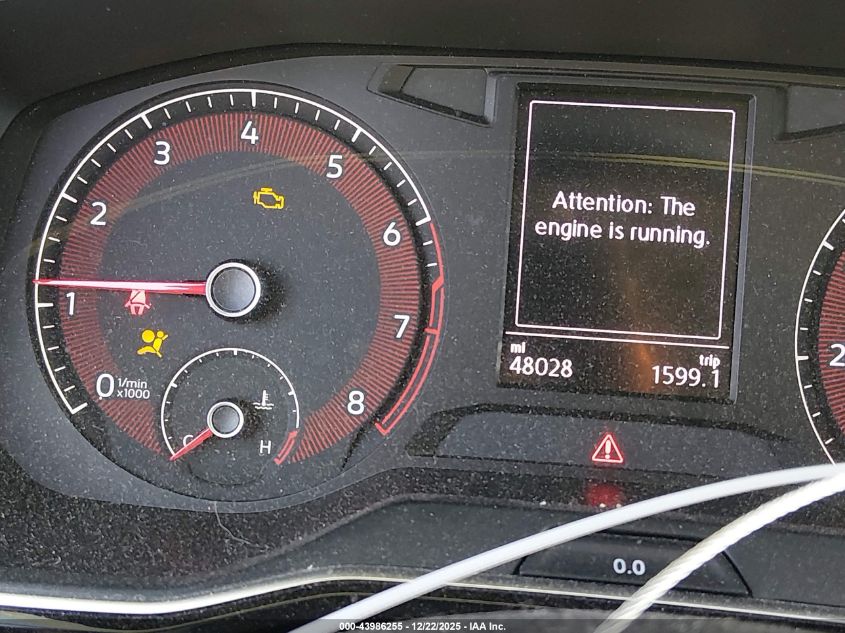 4
3
5
2
6
1
7
0
1/min
x1000
8
C
H
Attention: The
engine is running.
mi
48028
trip
1599.1
2
0.0
000-43986255 - 12/22/2025 - IAA Inc.